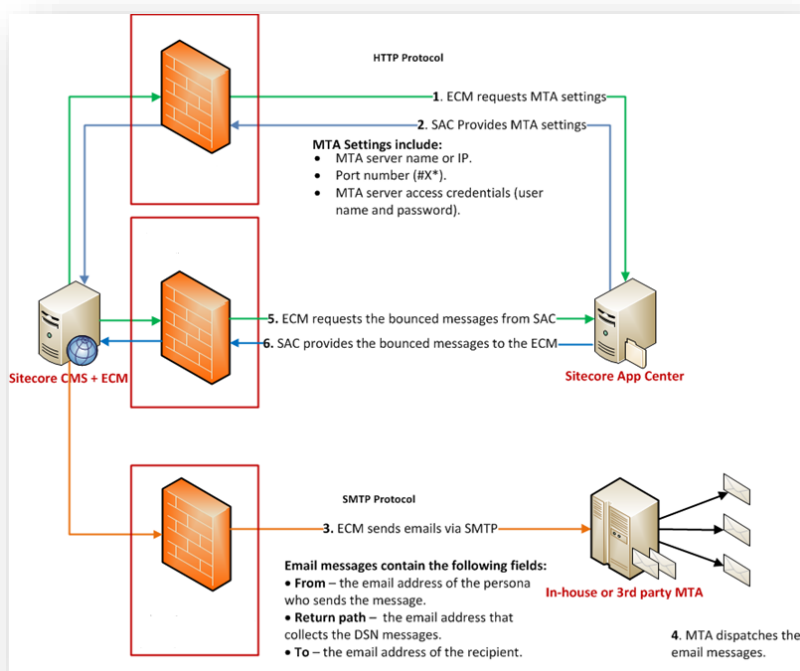 HTTP Protocol
1. ECM requests MTA settings
2. SAC Provides MTA settings
MTA Settings include:
• MTA server name or IP.
• Port number (#X*).
• MTA server access credentials (user
name and password).
5. ECM requests the bounced messages from SAC
6. SAC provides the bounced messages to the ECM
Sitecore CMS + ECM
Sitecore App Center
SMTP Protocol
3. ECM sends emails via SMTP
Email messages contain the following fields:
• From – the email address of the persona
who sends the message.
• Return path – the email address that
collects the DSN messages.
• To – the email address of the recipient.
In-house or 3rd party MTA
4. MTA dispatches the
email messages.